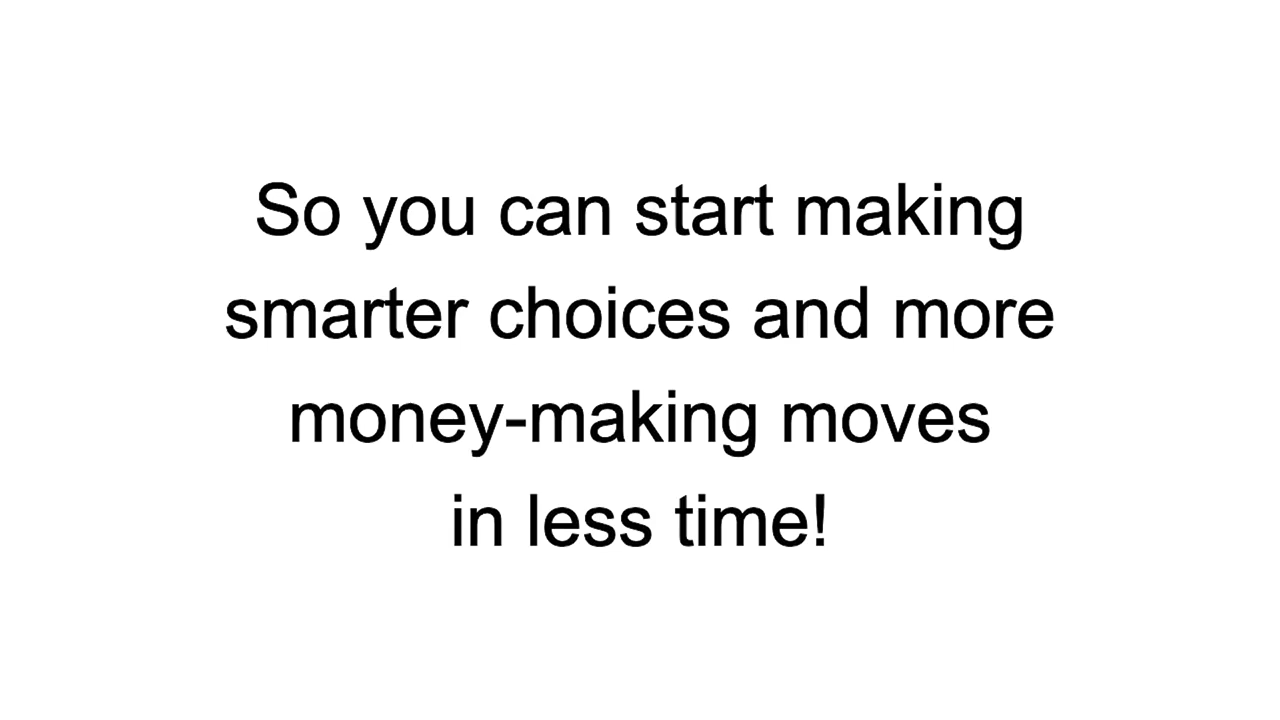 So you can start making
smarter choices and more
money-making moves
in less time!